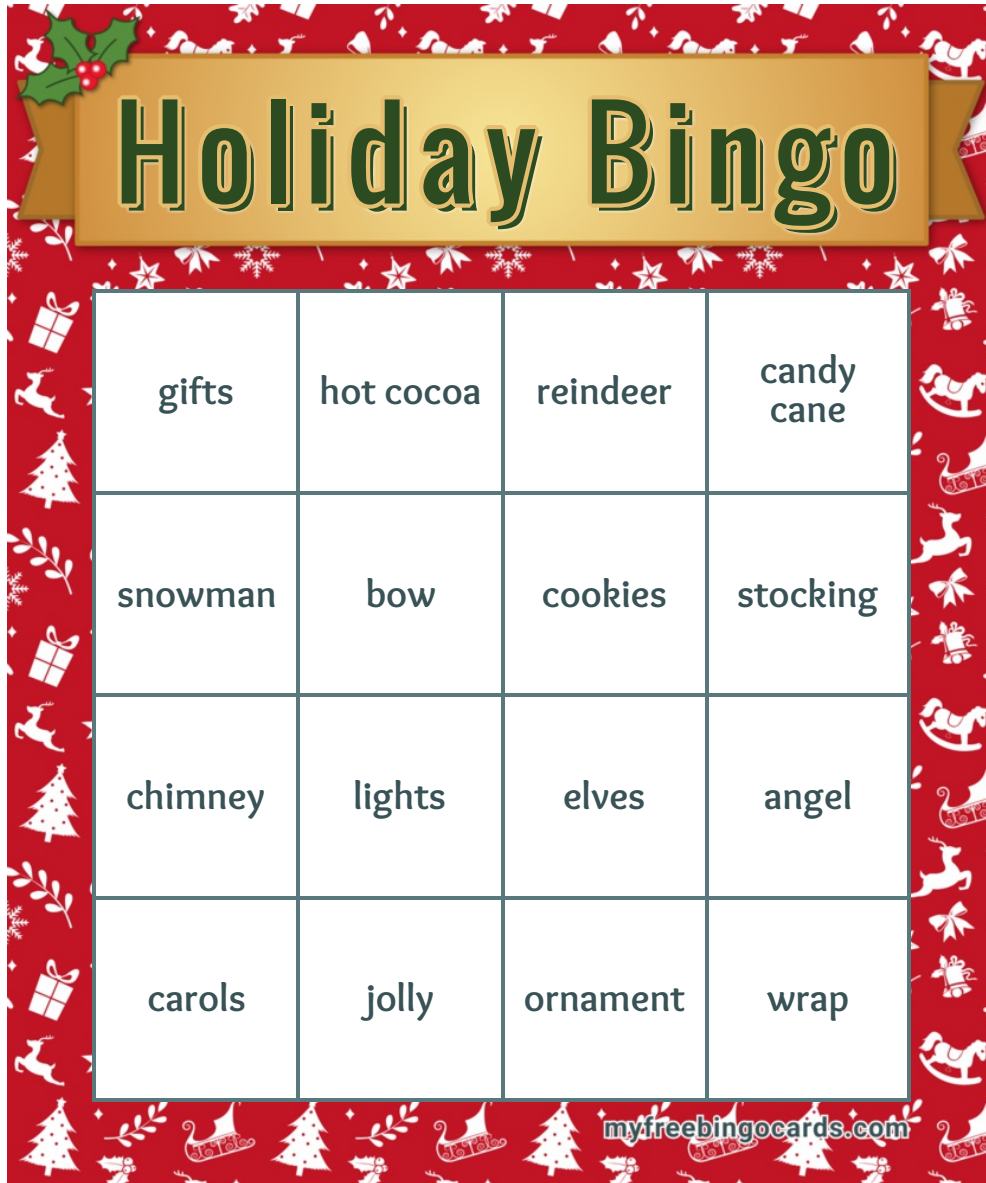 Holiday Bingo
gifts
hot cocoa
reindeer
candy
cane
snowman
bow
cookies
stocking
chimney
lights
elves
angel
carols
jolly
ornament
wrap
myfreebingocards.com